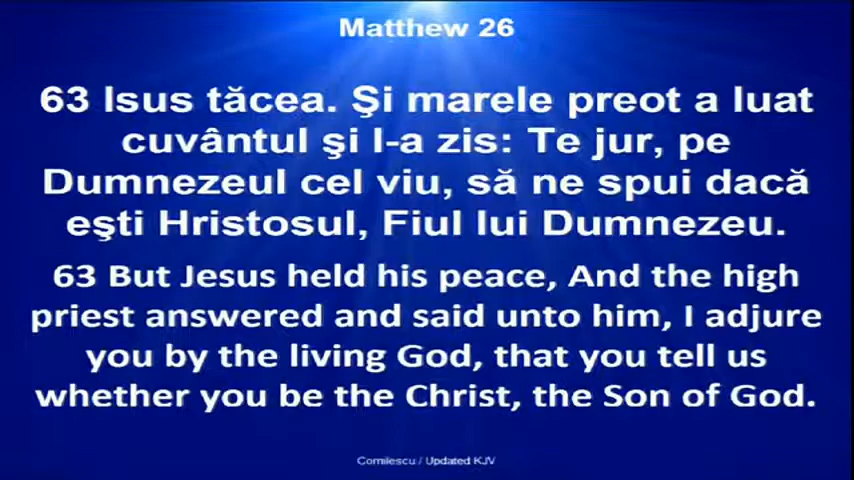 Matthew 26
63 Isus tăcea. Şi marele preot a luat
cuvântul şi I-a zis: Te jur, pe
Dumnezeul cel viu, să ne spui dacă
eşti Hristosul, Fiul lui Dumnezeu.
63 But Jesus held his peace, And the high
priest answered and said unto him, I adjure
you by the living God, that you tell us
whether you be the Christ, the Son of God.
Cornilescu / Updated KJV